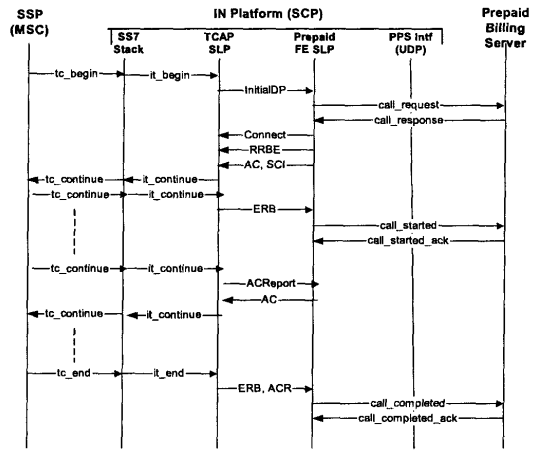 SSP
(MSC)
IN Platform (SCP)
Prepaid
Billing
Server
SS7
Stack
TCAP
SLP
Prepaid
FE SLP
PPS Intf
(UDP)
tc_begin
it_begin
InitialDP
call_request
call_response
Connect
RRBE
AC, SCI
tc_continue
it_continue
tc_continue
it_continue
ERB
call_started
call_started_ack
tc_continue
it_continue
ACReport
AC
tc_continue
it_continue
tc_end
it_end
ERB, ACR
call_completed
call_completed_ack